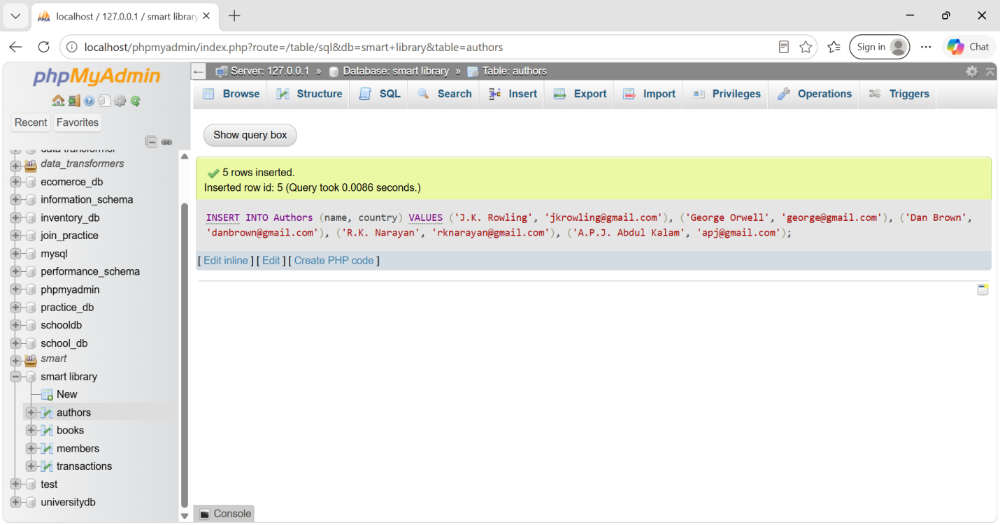 localhost / 127.0.0.1 / smart library
localhost/phpmyadmin/index.php?route=/table/sql&db=smart+library&table=authors
Sign in
Chat
phpMyAdmin
Recent
Favorites
data transformer
data_transformers
ecomerce_db
information_schema
inventory_db
join_practice
mysql
performance_schema
phpmyadmin
practice_db
schooldb
school_db
smart
smart library
New
authors
books
members
transactions
test
universitydb
Server: 127.0.0.1 » Database: smart library » Table: authors
Browse Structure SQL Search Insert Export Import Privileges Operations Triggers
Show query box
5 rows inserted.
Inserted row id: 5 (Query took 0.0086 seconds.)
INSERT INTO Authors (name, country) VALUES ('J.K. Rowling', 'jkrowling@gmail.com'), ('George Orwell', 'george@gmail.com'), ('Dan Brown',
'danbrown@gmail.com'), ('R.K. Narayan', 'rknarayan@gmail.com'), ('A.P.J. Abdul Kalam', 'apj@gmail.com');
[ Edit inline ] [ Edit ] [ Create PHP code ]
Console